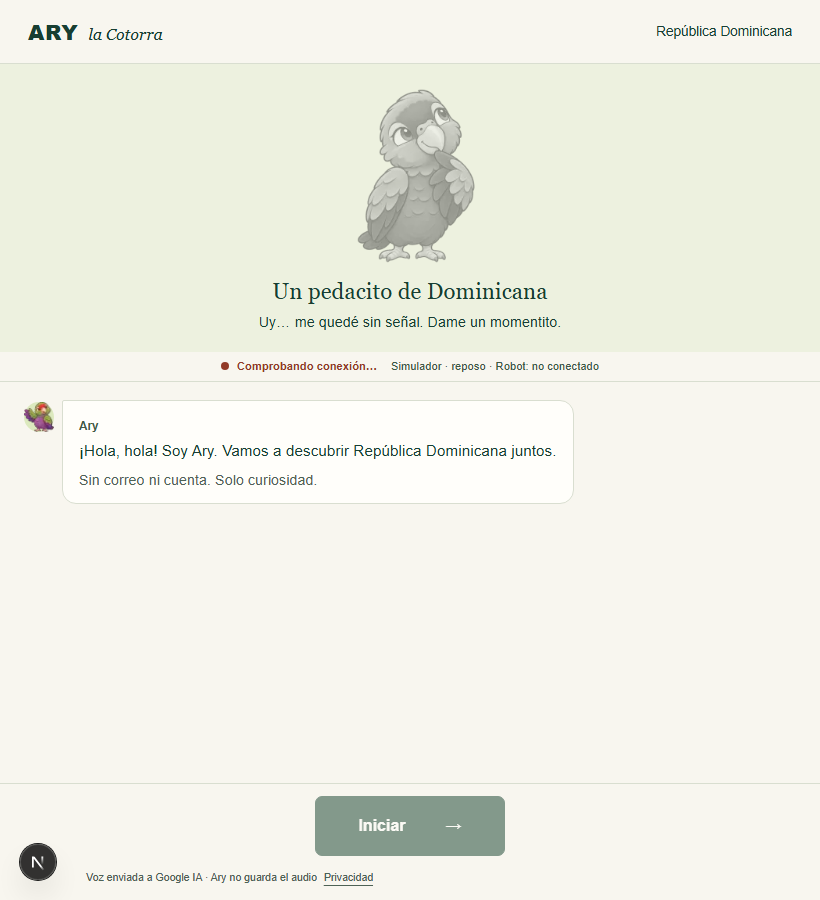 ARY la Cotorra
República Dominicana
Un pedacito de Dominicana
Uy… me quedé sin señal. Dame un momentito.
Comprobando conexión… Simulador · reposo · Robot: no conectado
Ary
¡Hola, hola! Soy Ary. Vamos a descubrir República Dominicana juntos.
Sin correo ni cuenta. Solo curiosidad.
Iniciar →
N
Voz enviada a Google IA · Ary no guarda el audio Privacidad